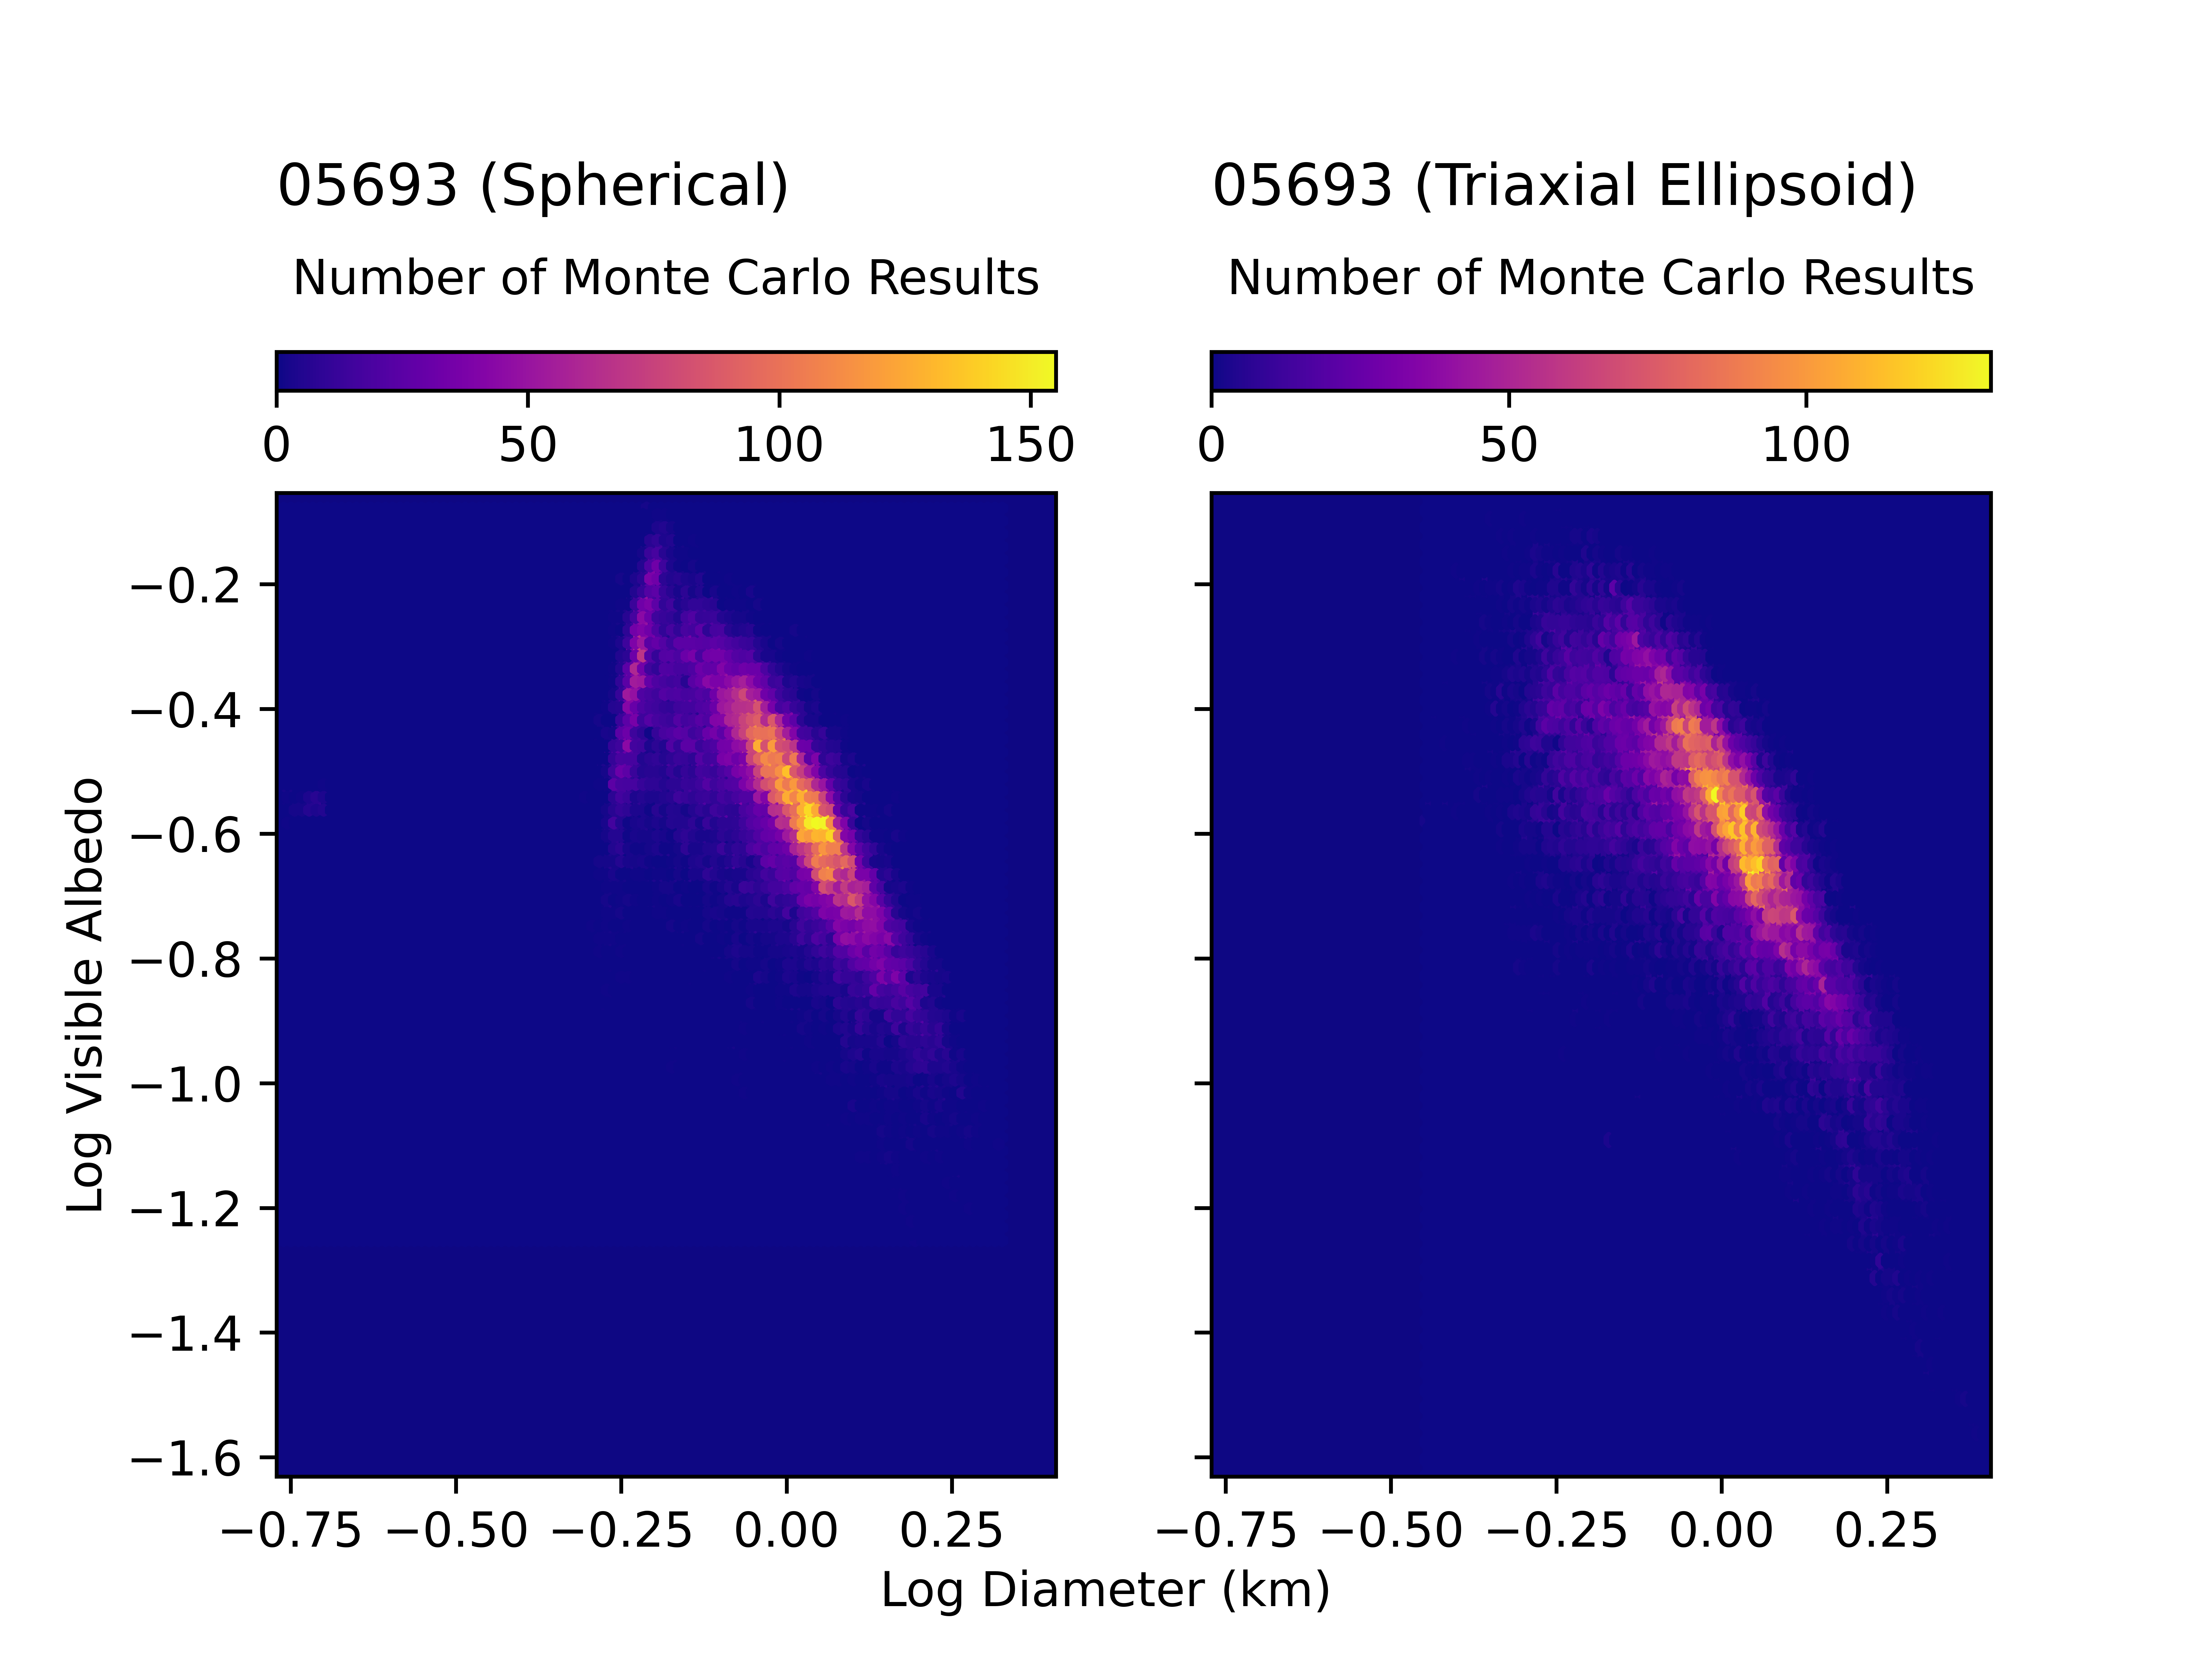 05693 (Spherical)
Number of Monte Carlo Results
0 50 100 150
05693 (Triaxial Ellipsoid)
Number of Monte Carlo Results
0 50 100
Log Visible Albedo
−0.2
−0.4
−0.6
−0.8
−1.0
−1.2
−1.4
−1.6
−0.75 −0.50 −0.25 0.00 0.25
−0.75 −0.50 −0.25 0.00 0.25
Log Diameter (km)